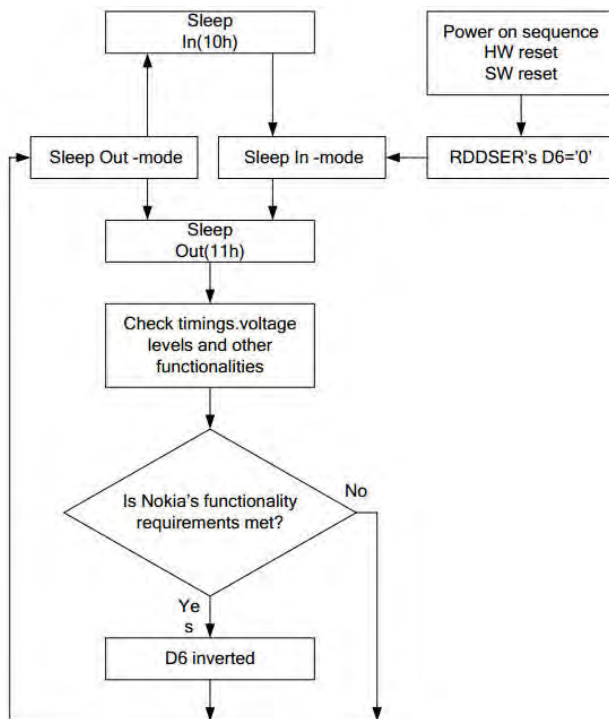 Sleep
In(10h)
Power on sequence
HW reset
SW reset
Sleep Out -mode
Sleep In -mode
RDDSER's D6='0'
Sleep
Out(11h)
Check timings.voltage
levels and other
functionalities
Is Nokia's functionality
requirements met?
No
Ye
s
D6 inverted